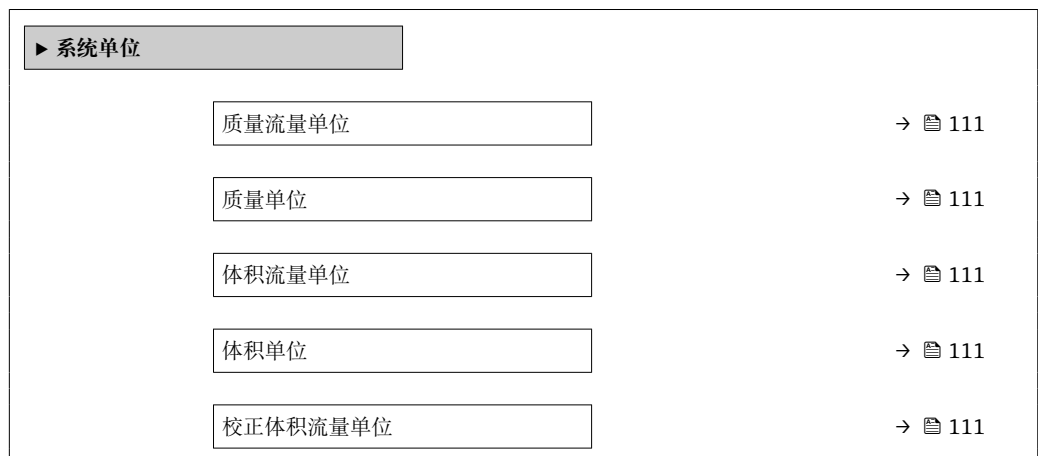 ▶ 系统单位
质量流量单位 → 🖹 111
质量单位 → 🖹 111
体积流量单位 → 🖹 111
体积单位 → 🖹 111
校正体积流量单位 → 🖹 111